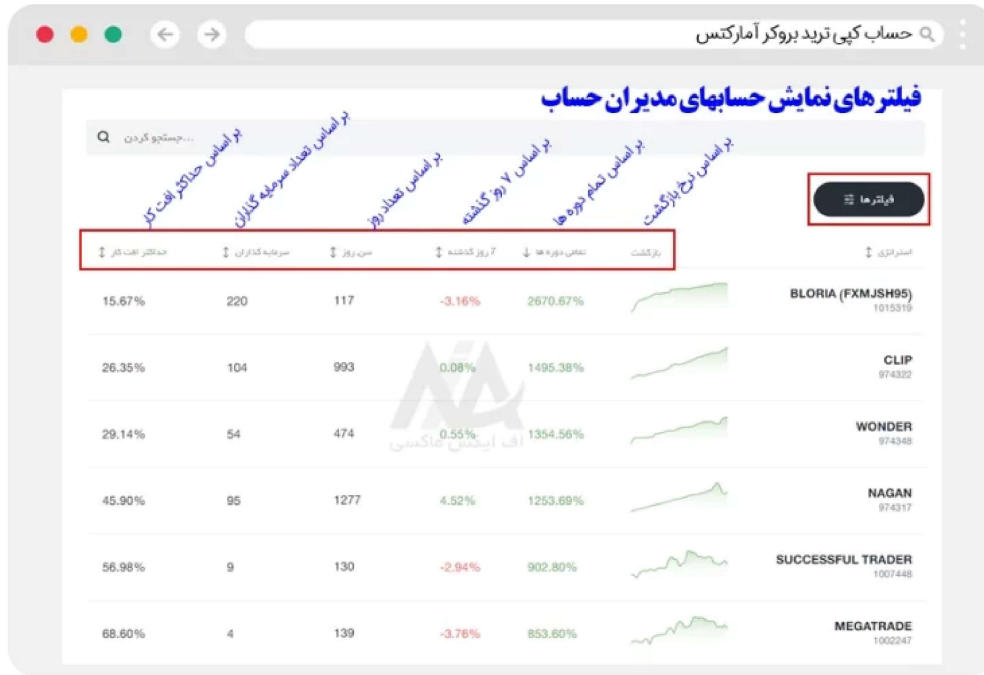 حساب کپی ترید بروکر آمارکتس
فیلترهای نمایش حسابهای مدیران حساب
جستجو کردن...
بر اساس نرخ بازگشت
بر اساس تمام دوره ها
بر اساس ۷ روز گذشته
بر اساس تعداد روز
بر اساس تعداد سرمایه گذاران
بر اساس حداکثر افت کار
فیلترها
استراتژی بازگشت تمامی دوره ها 7 روز گذشته سن, روز سرمایه گذاران حداکثر افت کار
BLORIA (FXMJSH95) 2670.67% -3.16% 117 220 15.67%
1015319
CLIP 1495.38% 0.08% 993 104 26.35%
974322
WONDER 1354.56% 0.55% 474 54 29.14%
974348
اف ایکس ماکسی
NAGAN 1253.69% 4.52% 1277 95 45.90%
974317
SUCCESSFUL TRADER 902.80% -2.94% 130 9 56.98%
1007448
MEGATRADE 853.60% -3.76% 139 4 68.60%
1002247